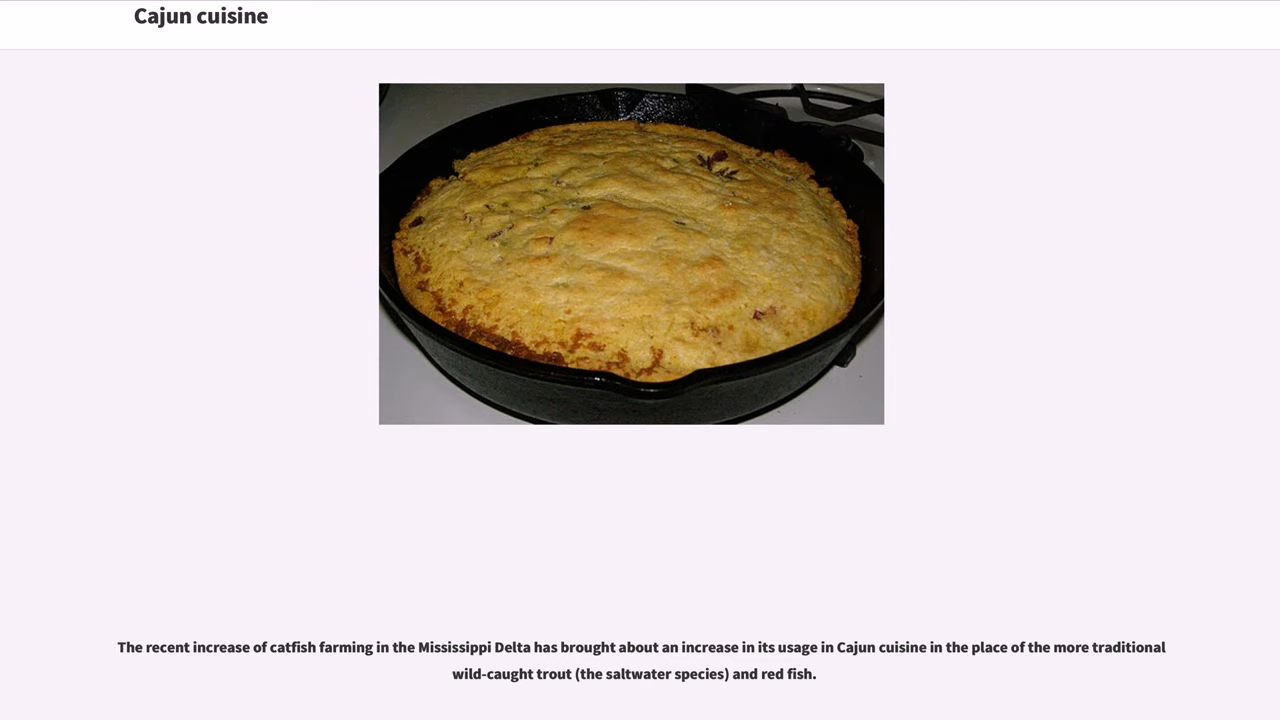 Cajun cuisine
The recent increase of catfish farming in the Mississippi Delta has brought about an increase in its usage in Cajun cuisine in the place of the more traditional
wild-caught trout (the saltwater species) and red fish.